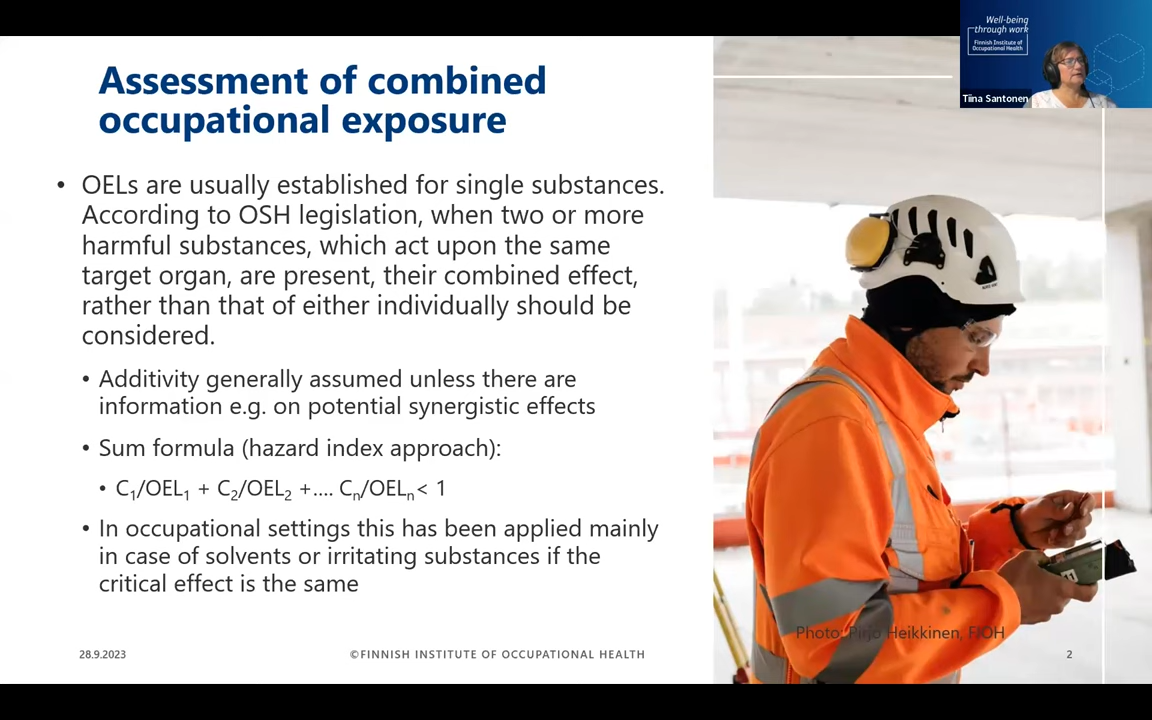 Assessment of combined
occupational exposure
• OELs are usually established for single substances.
According to OSH legislation, when two or more
harmful substances, which act upon the same
target organ, are present, their combined effect,
rather than that of either individually should be
considered.
• Additivity generally assumed unless there are
information e.g. on potential synergistic effects
• Sum formula (hazard index approach):
• C₁/OEL₁ + C₂/OEL₂ +.... Cₙ/OELₙ< 1
• In occupational settings this has been applied mainly
in case of solvents or irritating substances if the
critical effect is the same
28.9.2023
©FINNISH INSTITUTE OF OCCUPATIONAL HEALTH
Photo: Pirjo Heikkinen, FIOH
2
Well-being
through work
Finnish Institute of
Occupational Health
Tiina Santonen